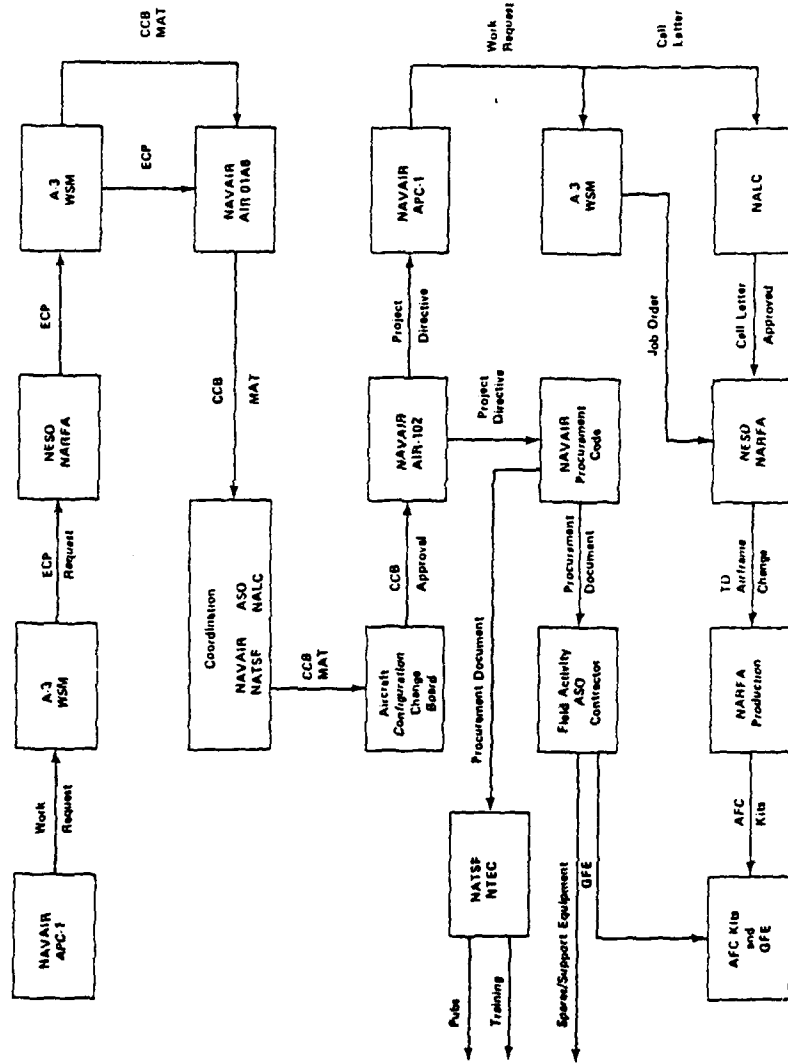 NAVAIR
APC-1
Work
Request
A-3
WSM
ECP
Request
NESO
NARFA
ECP
A-3
WSM
CCB
MAT
ECP
NAVAIR
AIR 01A8
CCB
MAT
Coordination
NAVAIR ASO
NATSF NALC
CCB
MAT
Aircraft
Configuration
Change
Board
CCB
Approval
NAVAIR
AIR-102
Project
Directive
NAVAIR
APC-1
Work
Request
Call
Letter
Project
Directive
NAVAIR
Procurement
Code
Procurement Document
Procurement
Document
NATSF
NTEC
Pubs
Training
Field Activity
ASO
Contractor
Spares/Support Equipment
GFE
A-3
WSM
Job Order
NALC
Call Letter
Approved
NESO
NARFA
TD
Airframe
Change
NARFA
Production
AFC
Kits
AFC Kits
and
GFE